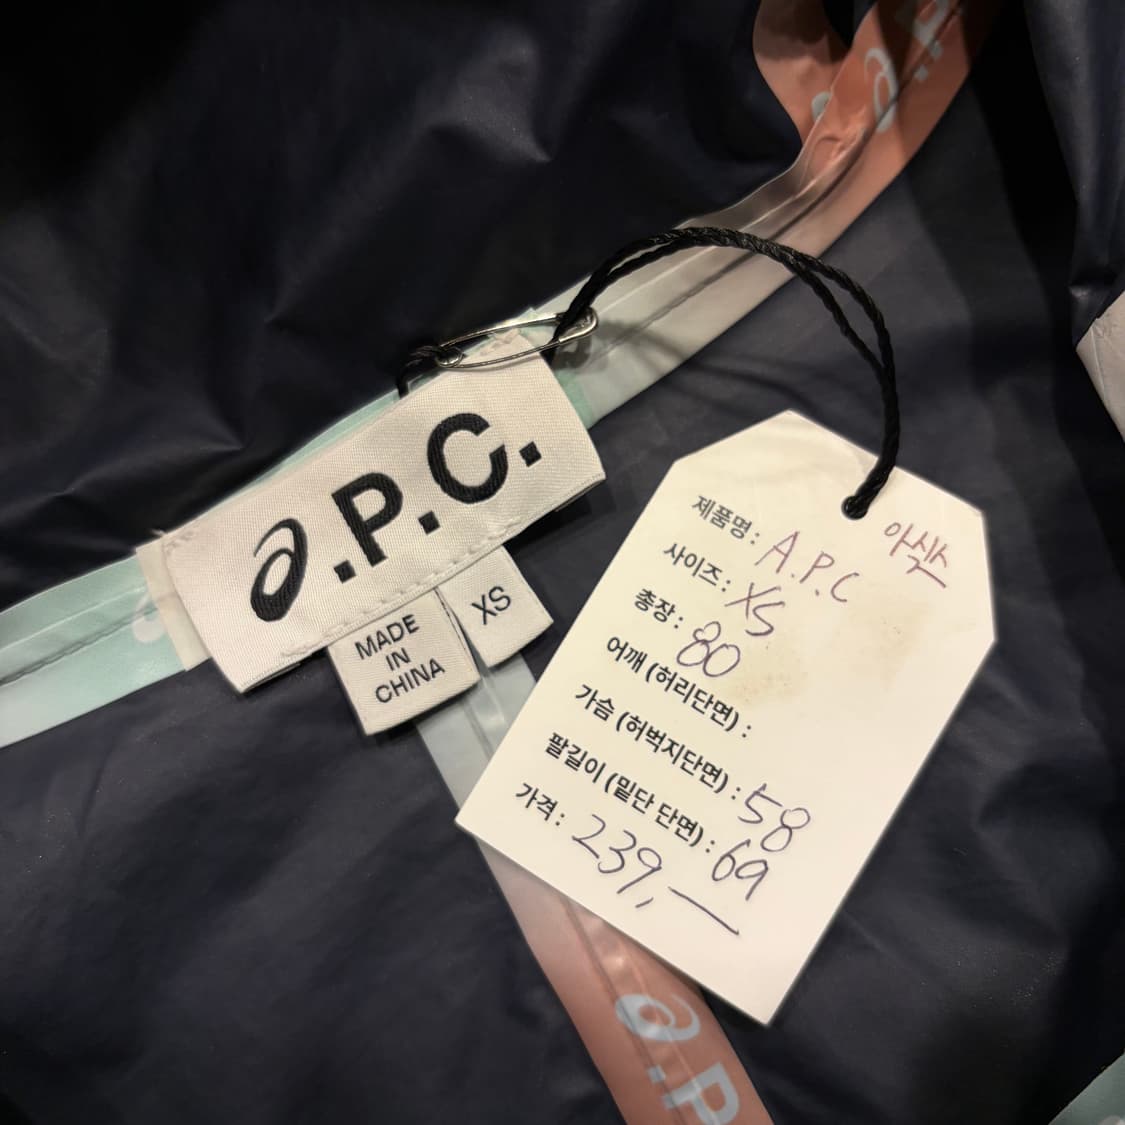 a.P.C.
MADE
IN
CHINA
XS
아식스
제품명 : A.P.C
사이즈 : XS
총장 : 80
어깨 (허리단면) :
가슴 (허벅지단면) : 58
팔길이 (밑단 단면) : 69
가격 : 239,—
a.P